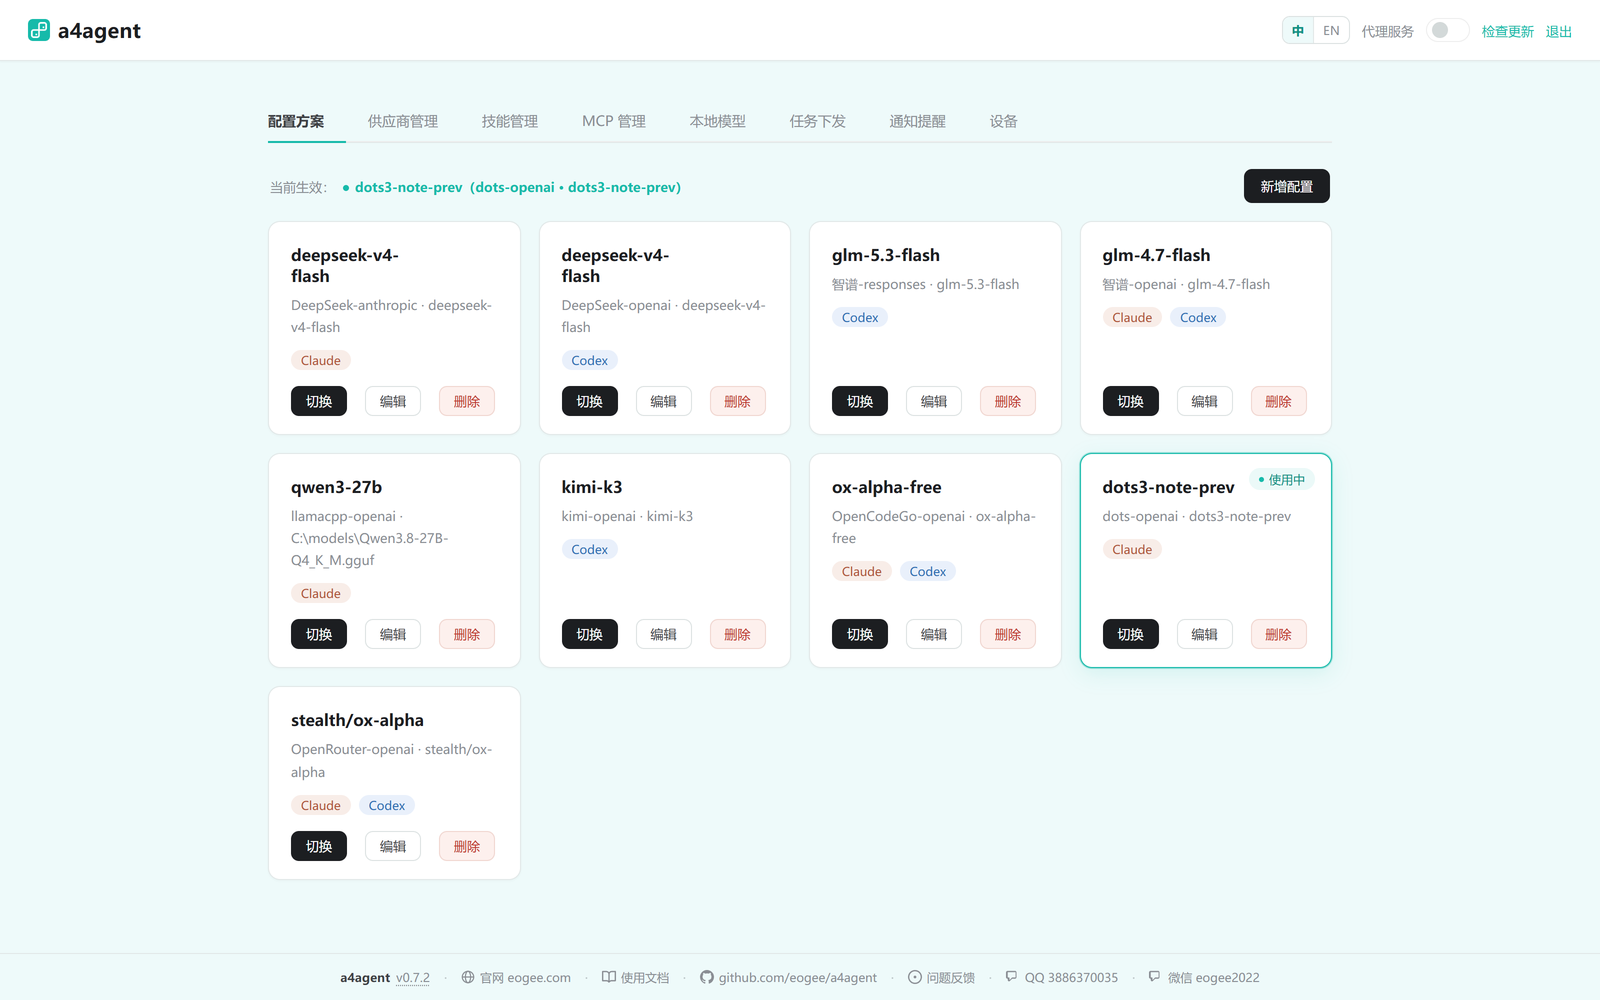 a4agent
中 EN 代理服务 检查更新 退出
配置方案 供应商管理 技能管理 MCP 管理 本地模型 任务下发 通知提醒 设备
当前生效： • dots3-note-prev（dots-openai • dots3-note-prev） 新增配置
deepseek-v4-
flash
DeepSeek-anthropic · deepseek-
v4-flash
Claude
切换 编辑 删除
deepseek-v4-
flash
DeepSeek-openai · deepseek-v4-
flash
Codex
切换 编辑 删除
glm-5.3-flash
智谱-responses · glm-5.3-flash
Codex
切换 编辑 删除
glm-4.7-flash
智谱-openai · glm-4.7-flash
Claude Codex
切换 编辑 删除
qwen3-27b
llamacpp-openai ·
C:\models\Qwen3.8-27B-
Q4_K_M.gguf
Claude
切换 编辑 删除
kimi-k3
kimi-openai · kimi-k3
Codex
切换 编辑 删除
ox-alpha-free
OpenCodeGo-openai · ox-alpha-
free
Claude Codex
切换 编辑 删除
dots3-note-prev • 使用中
dots-openai · dots3-note-prev
Claude
切换 编辑 删除
stealth/ox-alpha
OpenRouter-openai · stealth/ox-
alpha
Claude Codex
切换 编辑 删除
a4agent v0.7.2 · 官网 eogee.com · 使用文档 · github.com/eogee/a4agent · 问题反馈 · QQ 3886370035 · 微信 eogee2022